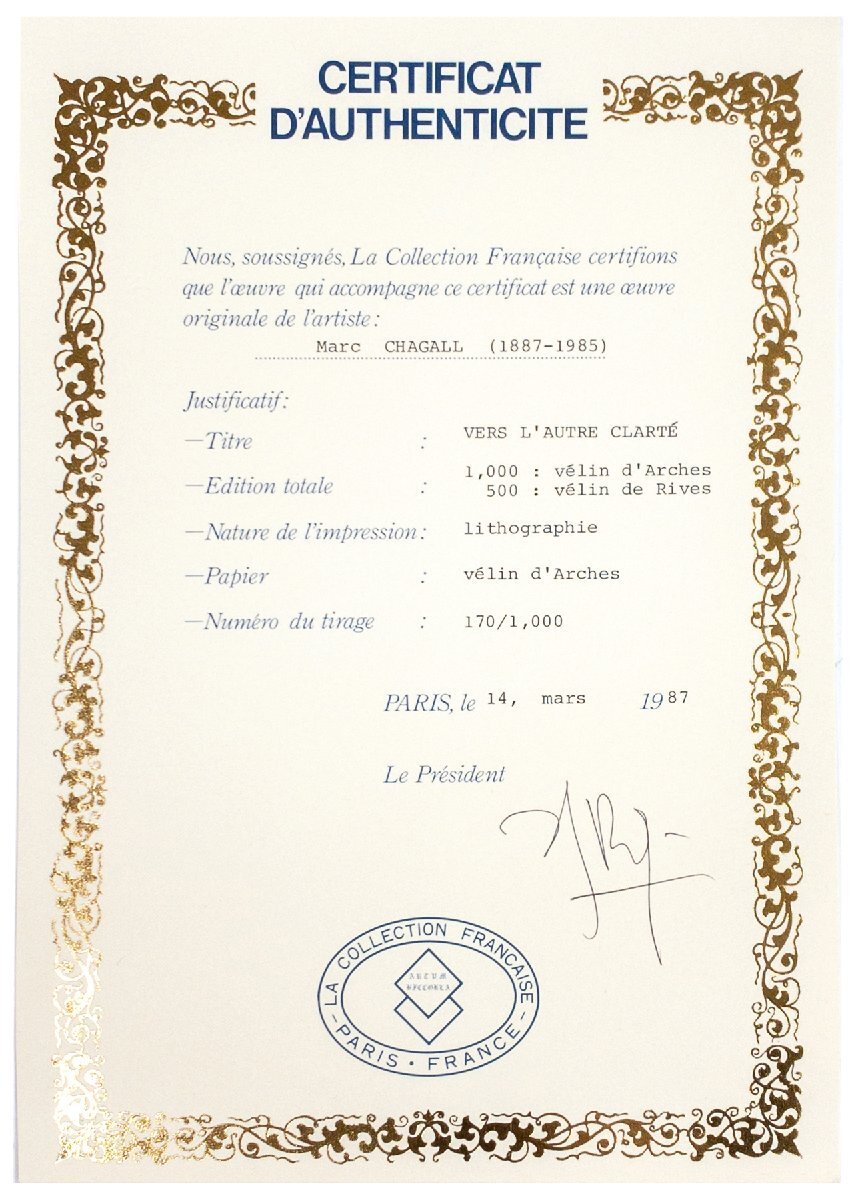 CERTIFICAT
D'AUTHENTICITE
Nous, soussignés, La Collection Française certifions
que l'œuvre qui accompagne ce certificat est une œuvre
originale de l'artiste :
Marc CHAGALL (1887-1985)
Justificatif :
—Titre : VERS L'AUTRE CLARTÉ
—Edition totale : 1,000 : vélin d'Arches
500 : vélin de Rives
—Nature de l'impression : lithographie
—Papier : vélin d'Arches
—Numéro du tirage : 170/1,000
PARIS, le 14, mars 1987
Le Président
LA COLLECTION FRANCAISE
- PARIS • FRANCE -